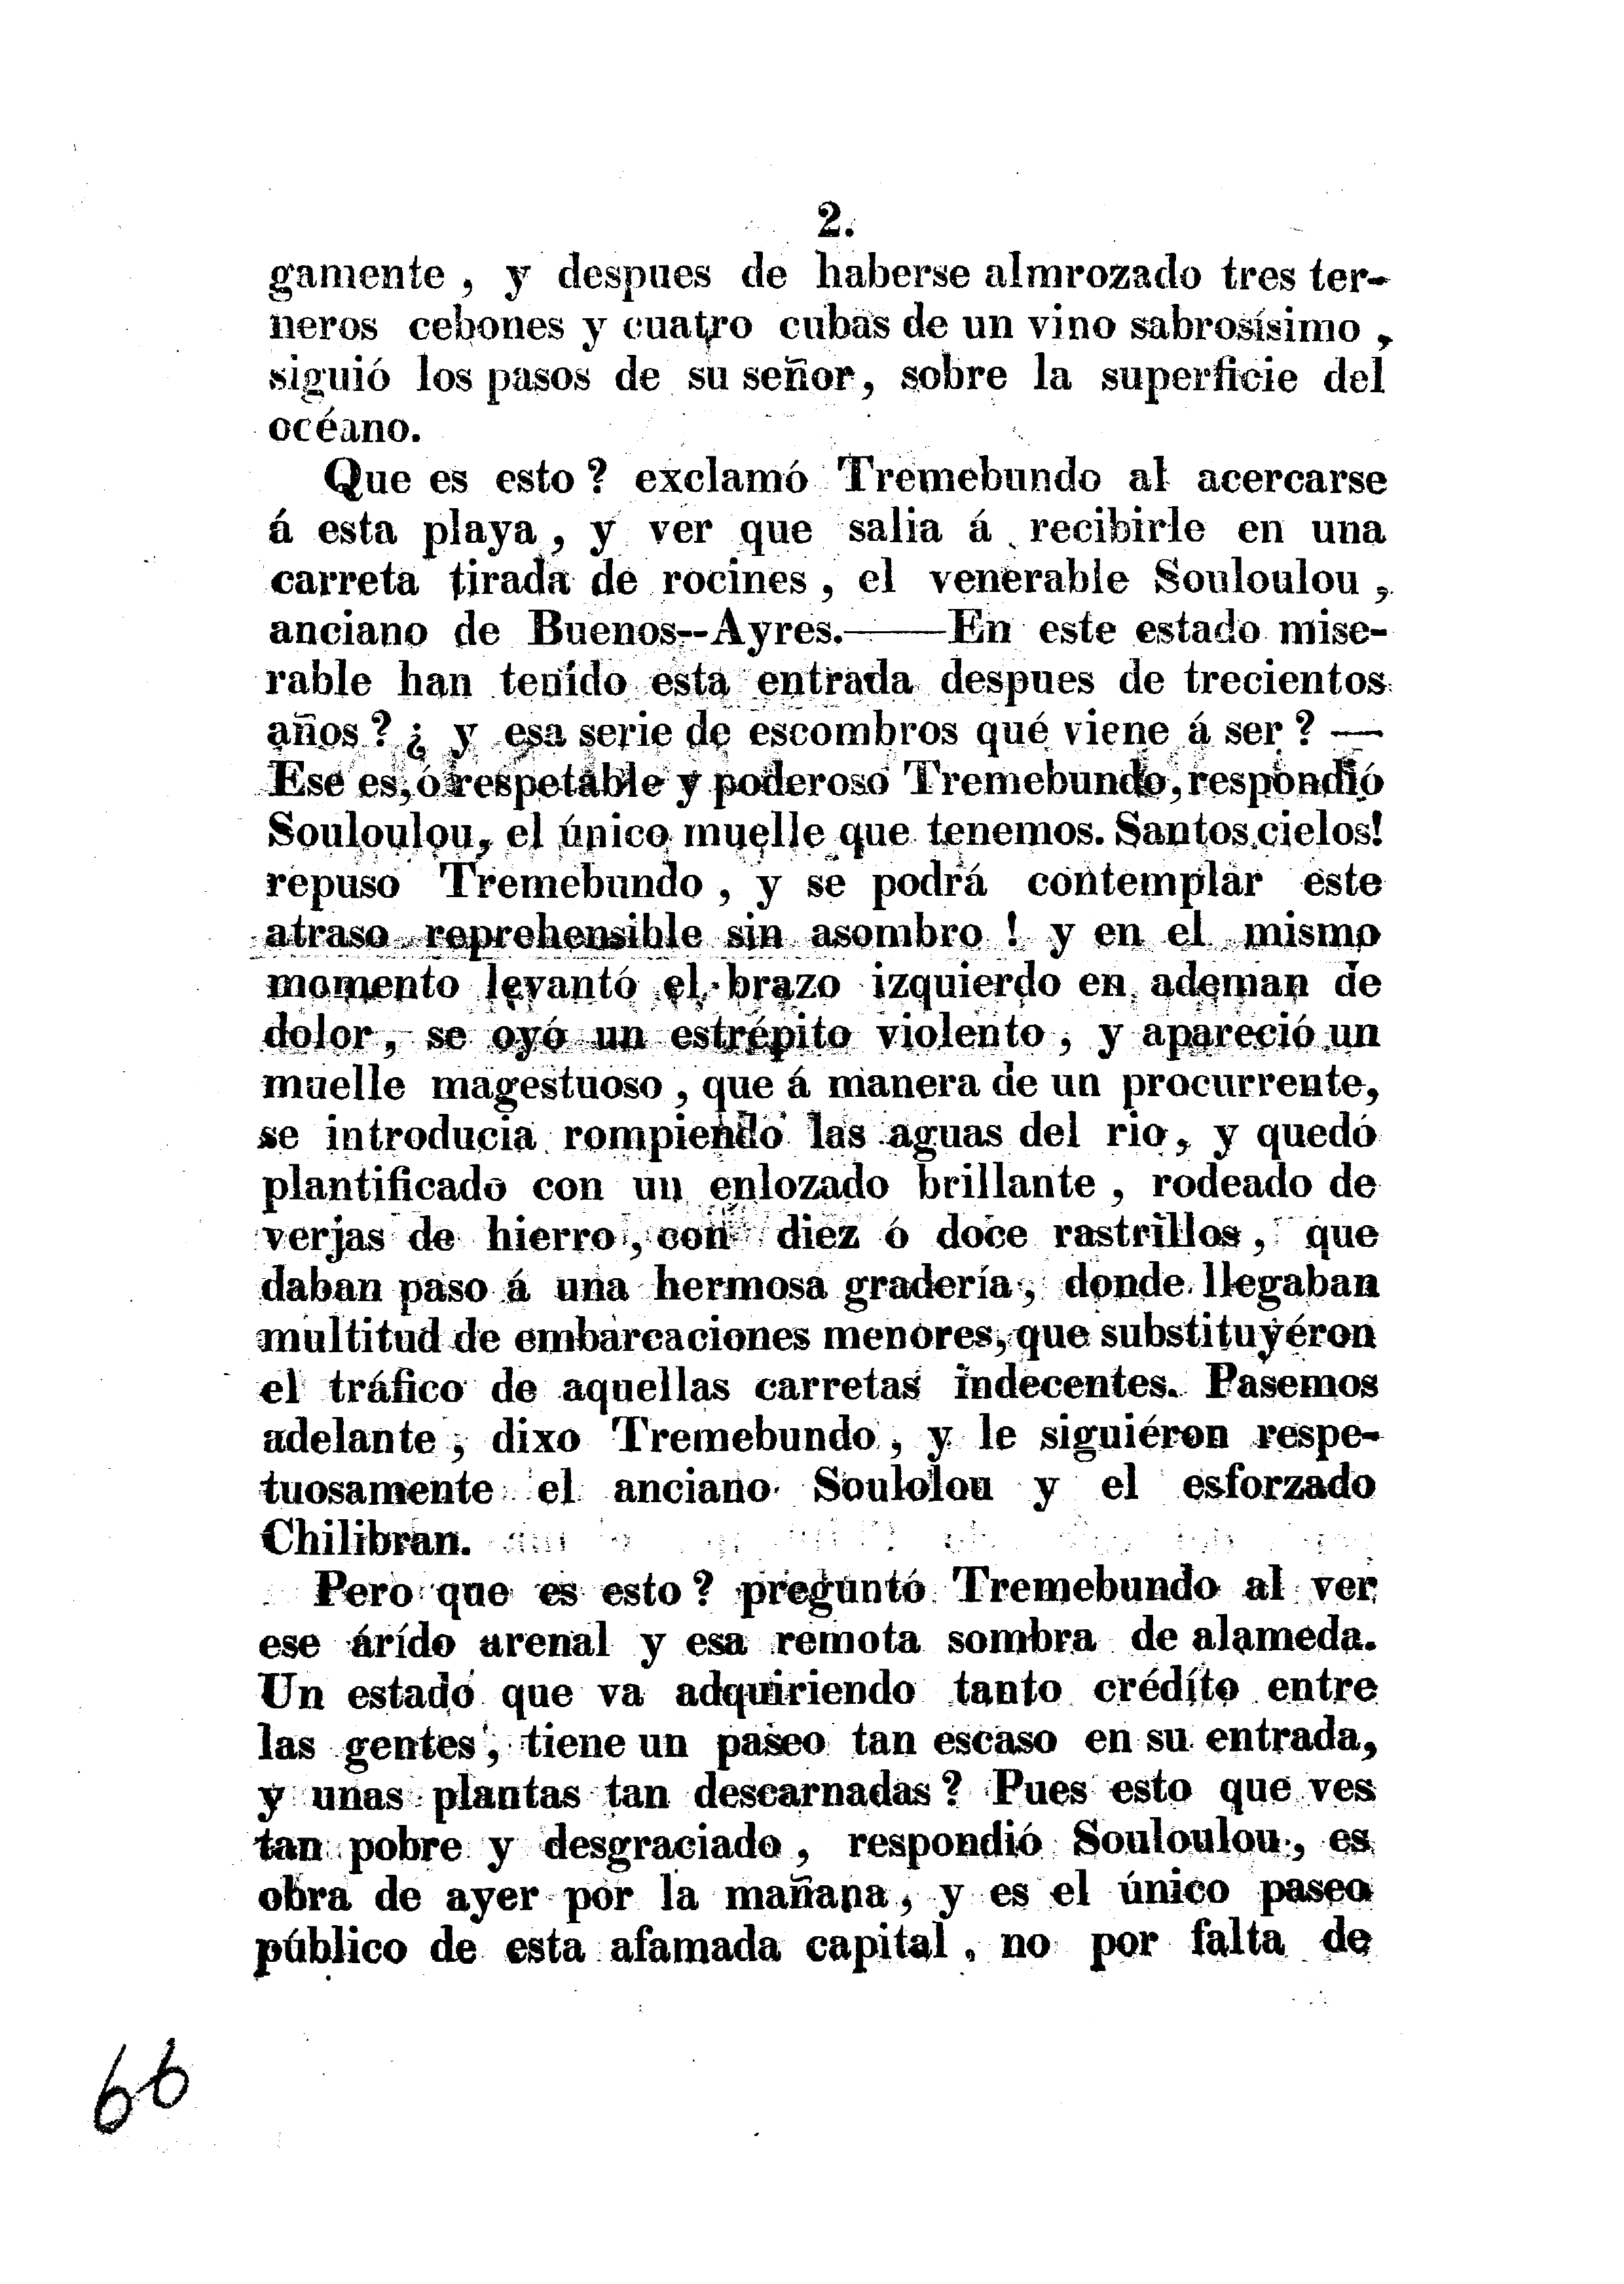 2.
gamente , y despues de haberse almrozado tres ter-
neros cebones y cuatro cubas de un vino sabrosísimo ,
siguió los pasos de su señor, sobre la superficie del
océano.
Que es esto ? exclamó Tremebundo al acercarse
á esta playa , y ver que salia á recibirle en una
carreta tirada de rocines , el venerable Souloulou ,
anciano de Buenos--Ayres.——En este estado mise-
rable han tenido esta entrada despues de trecientos
años ? ¿ y esa serie de escombros qué viene á ser ? —
Ese es, ó respetable y poderoso Tremebundo, respondió
Souloulou, el único muelle que tenemos. Santos cielos!
repuso Tremebundo , y se podrá contemplar este
atraso reprehensible sin asombro ! y en el mismo
momento levantó el brazo izquierdo en ademan de
dolor, se oyó un estrépito violento , y apareció un
muelle magestuoso , que á manera de un procurrente,
se introducia rompiendo las aguas del rio, y quedó
plantificado con un enlozado brillante , rodeado de
verjas de hierro , con diez ó doce rastrillos , que
daban paso á una hermosa gradería, donde llegaban
multitud de embarcaciones menores, que substituyéron
el tráfico de aquellas carretas indecentes. Pasemos
adelante , dixo Tremebundo , y le siguiéron respe-
tuosamente el anciano Soulolou y el esforzado
Chilibran.
Pero que es esto ? preguntó Tremebundo al ver
ese árído arenal y esa remota sombra de alameda.
Un estado que va adquiriendo tanto crédíto entre
las gentes , tiene un paseo tan escaso en su entrada,
y unas plantas tan descarnadas ? Pues esto que ves
tan pobre y desgraciado , respondió Souloulou , es
obra de ayer por la mañana , y es el único paseo
público de esta afamada capital , no por falta de
66